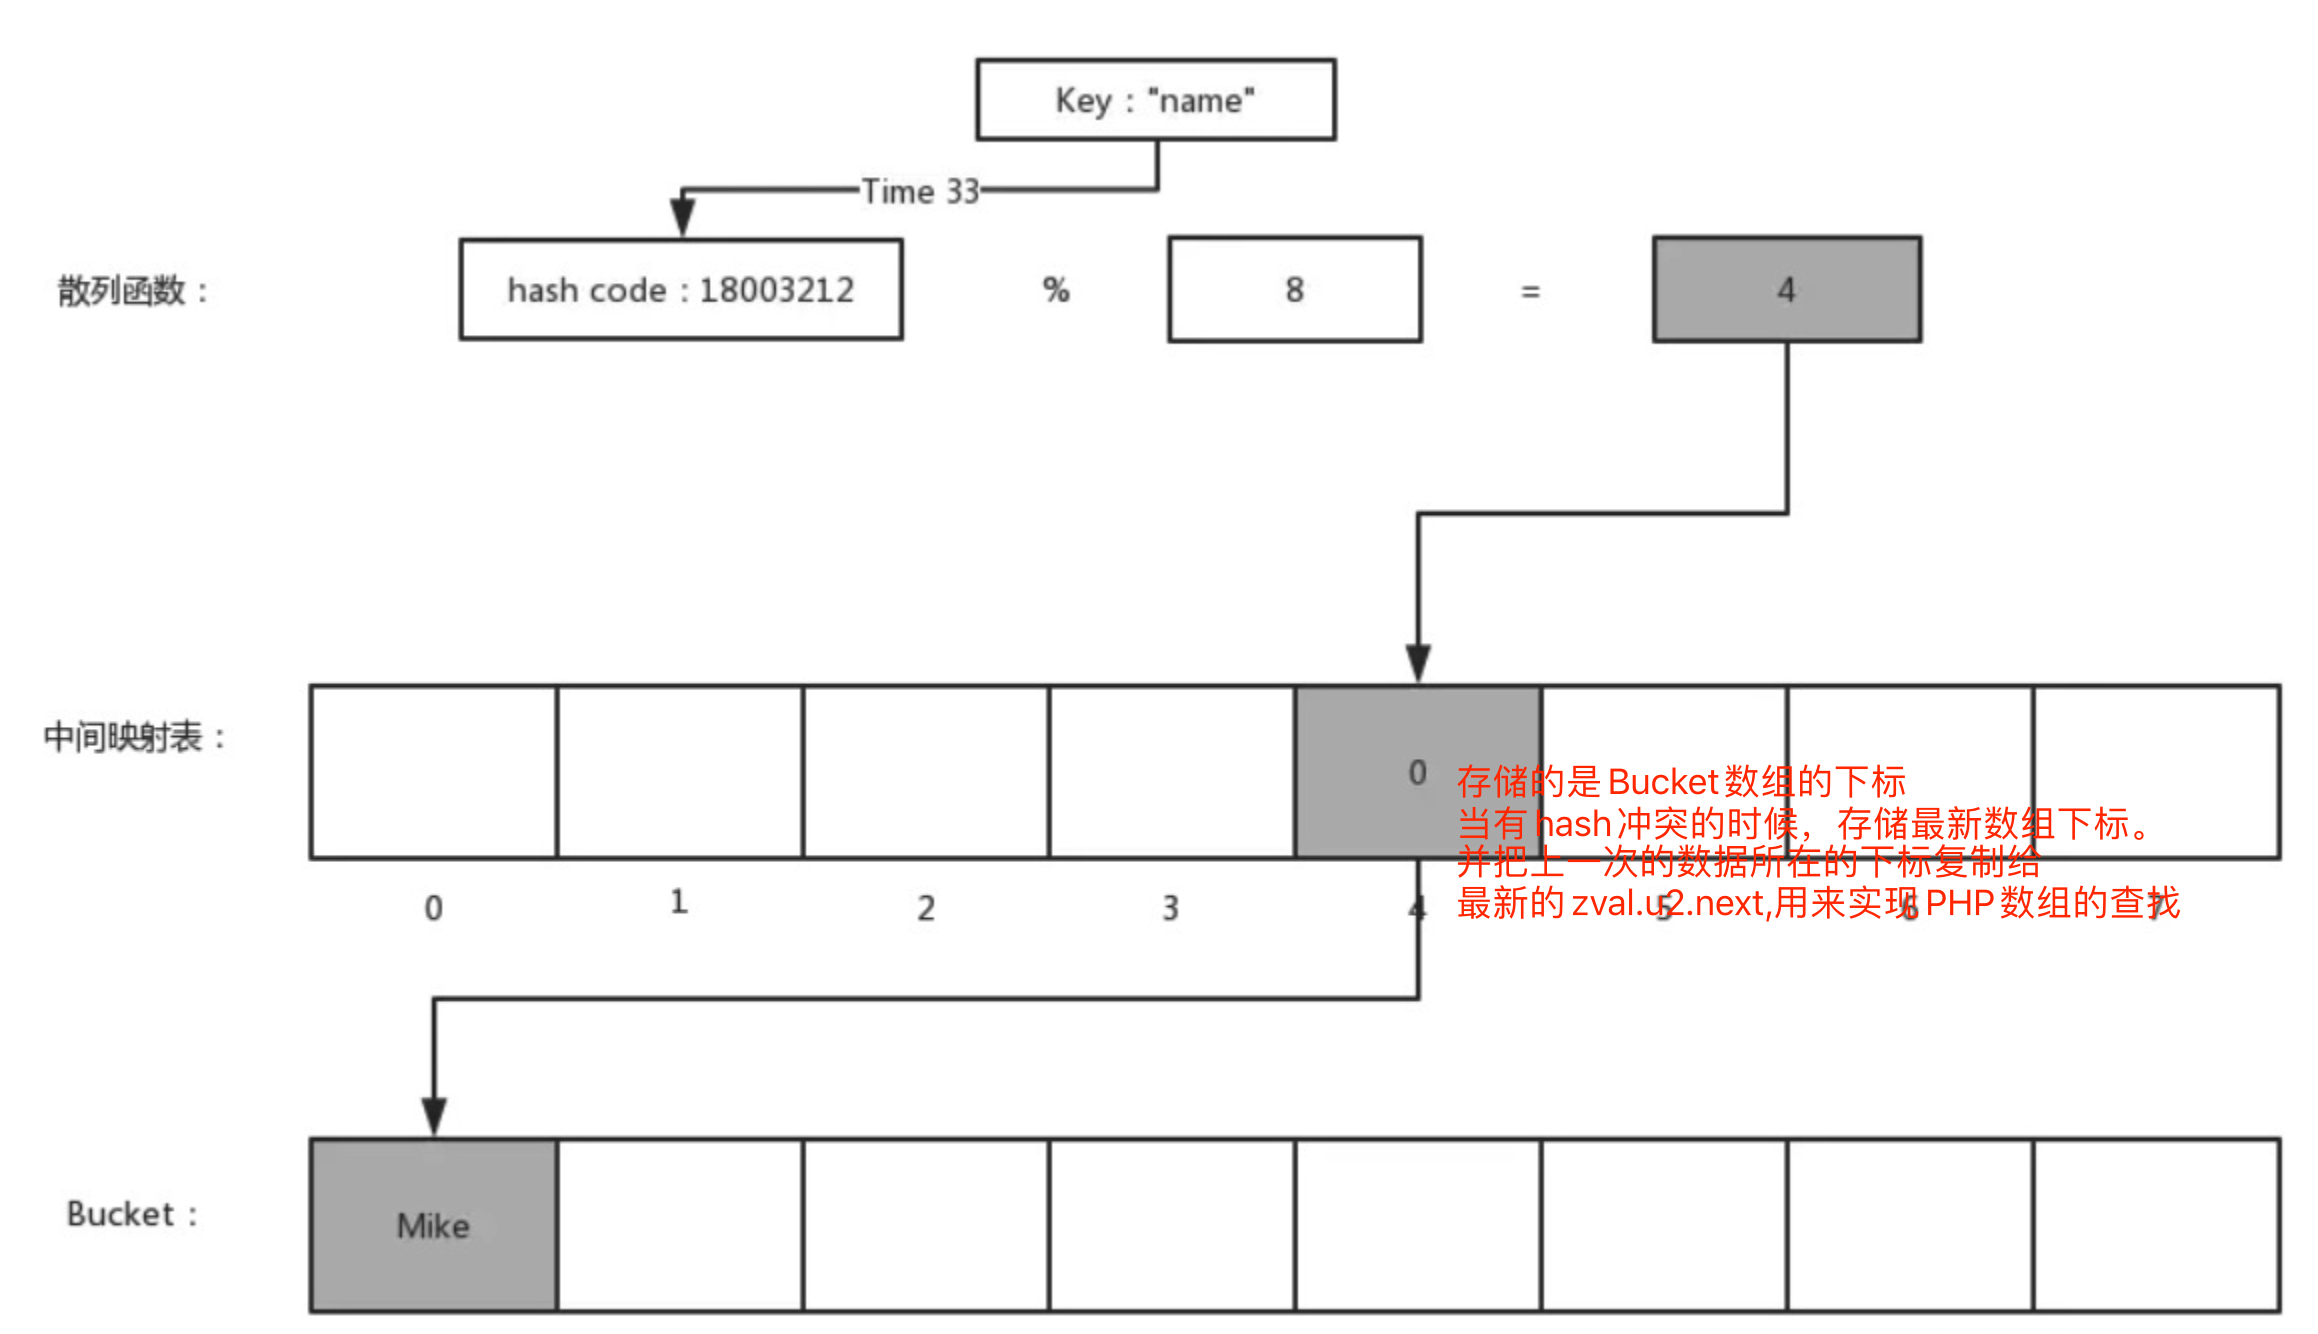 Key："name"
Time 33
散列函数：
hash code：18003212
%
8
=
4
中间映射表：
0
存储的是Bucket数组的下标
当有hash冲突的时候，存储最新数组下标。
并把上一次的数据所在的下标复制给
最新的zval.u2.next,用来实现PHP数组的查找
0 1 2 3 4 5 6 7
Bucket：
Mike